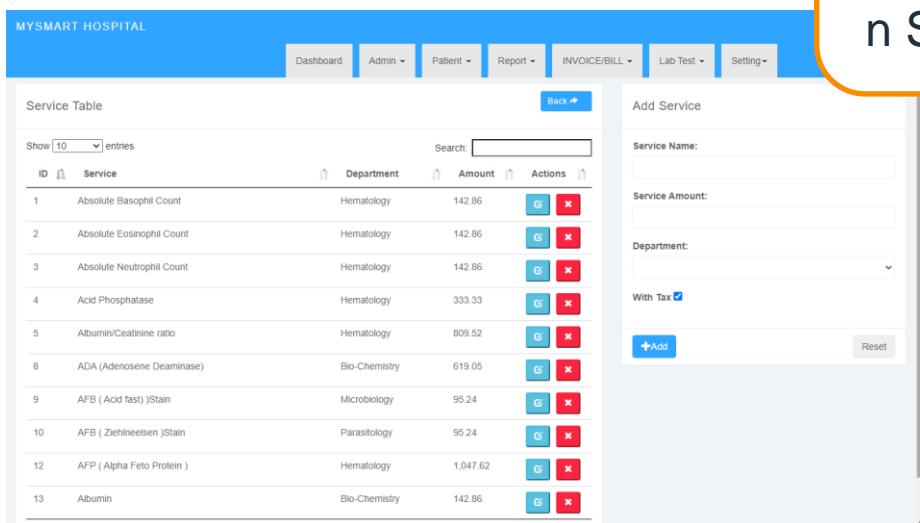 MYSMART HOSPITAL
n S
Dashboard Admin Patient Report INVOICE/BILL Lab Test Setting
Service Table Back
Show 10 entries Search:
ID Service Department Amount Actions
1 Absolute Basophil Count Hematology 142.86
2 Absolute Eosinophil Count Hematology 142.86
3 Absolute Neutrophil Count Hematology 142.86
4 Acid Phosphatase Hematology 333.33
5 Albumin/Ceatinine ratio Hematology 809.52
8 ADA (Adenosene Deaminase) Bio-Chemistry 619.05
9 AFB ( Acid fast) )Stain Microbiology 95.24
10 AFB ( Ziehlneelsen )Stain Parasitology 95.24
12 AFP ( Alpha Feto Protein ) Hematology 1,047.62
13 Albumin Bio-Chemistry 142.86
Add Service
Service Name:
Service Amount:
Department:
With Tax
+Add Reset